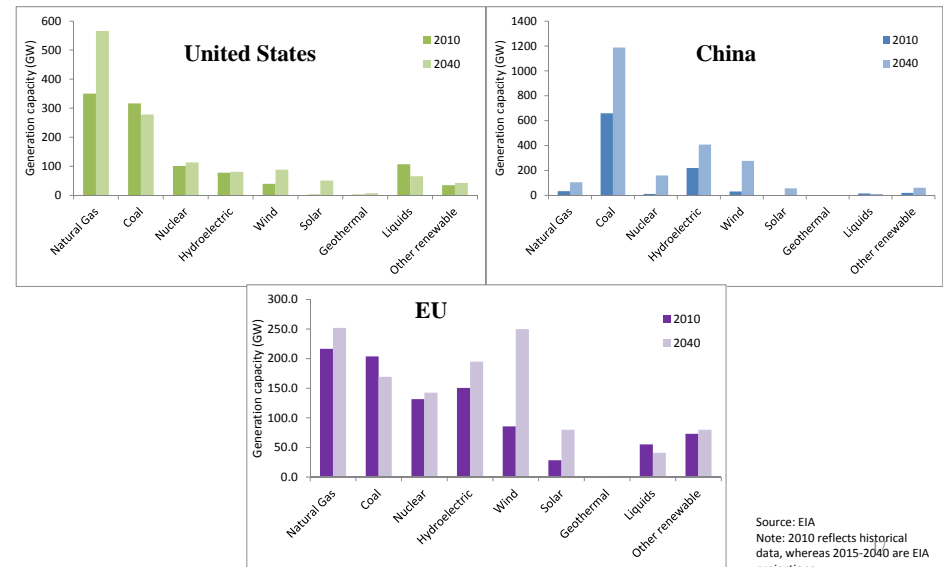 United States
Generation capacity (GW)
600
500
400
300
200
100
0
2010
2040
Natural Gas
Coal
Nuclear
Hydroelectric
Wind
Solar
Geothermal
Liquids
Other renewable
China
Generation capacity (GW)
1400
1200
1000
800
600
400
200
0
2010
2040
Natural Gas
Coal
Nuclear
Hydroelectric
Wind
Solar
Geothermal
Liquids
Other renewable
EU
Generation capacity (GW)
300.0
250.0
200.0
150.0
100.0
50.0
0.0
2010
2040
Natural Gas
Coal
Nuclear
Hydroelectric
Wind
Solar
Geothermal
Liquids
Other renewable
Source: EIA
Note: 2010 reflects historical
data, whereas 2015-2040 are EIA